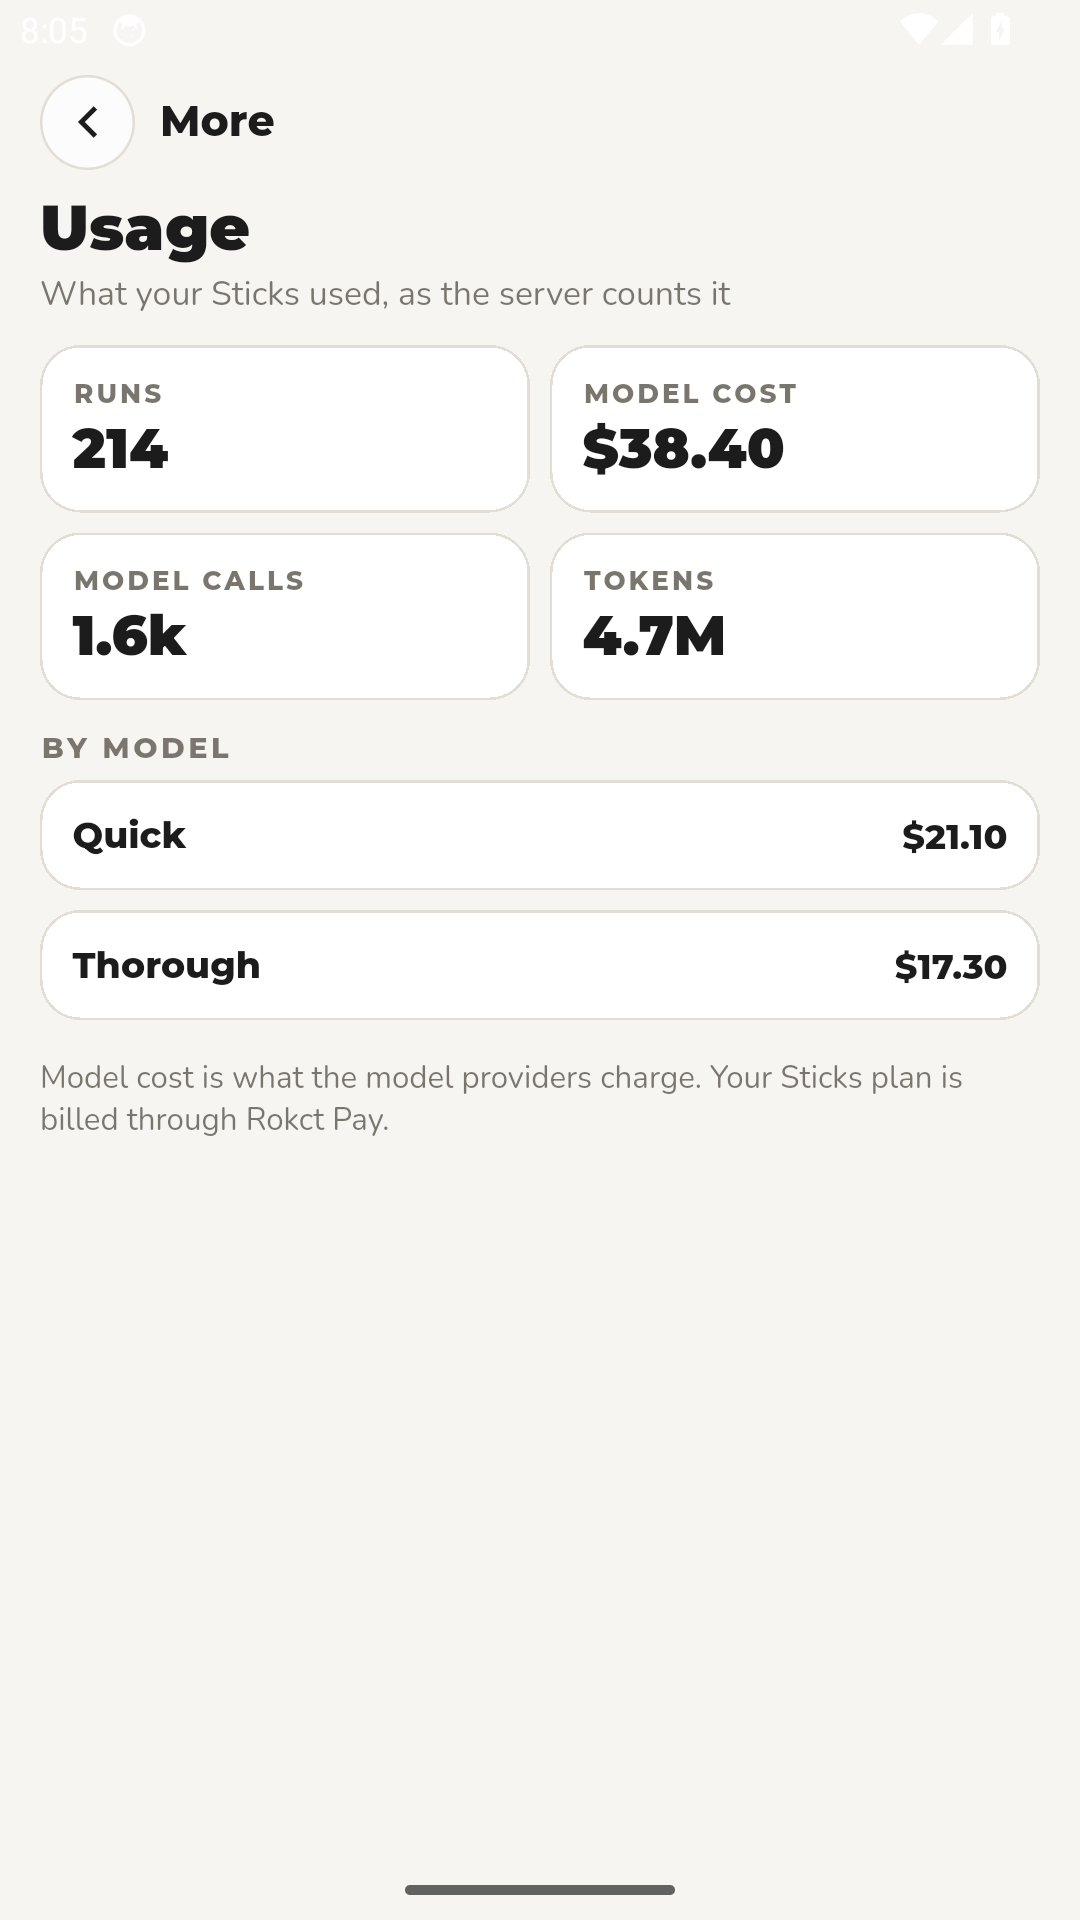 8:05
More
Usage
What your Sticks used, as the server counts it
RUNS
214
MODEL COST
$38.40
MODEL CALLS
1.6k
TOKENS
4.7M
BY MODEL
Quick
$21.10
Thorough
$17.30
Model cost is what the model providers charge. Your Sticks plan is
billed through Rokct Pay.